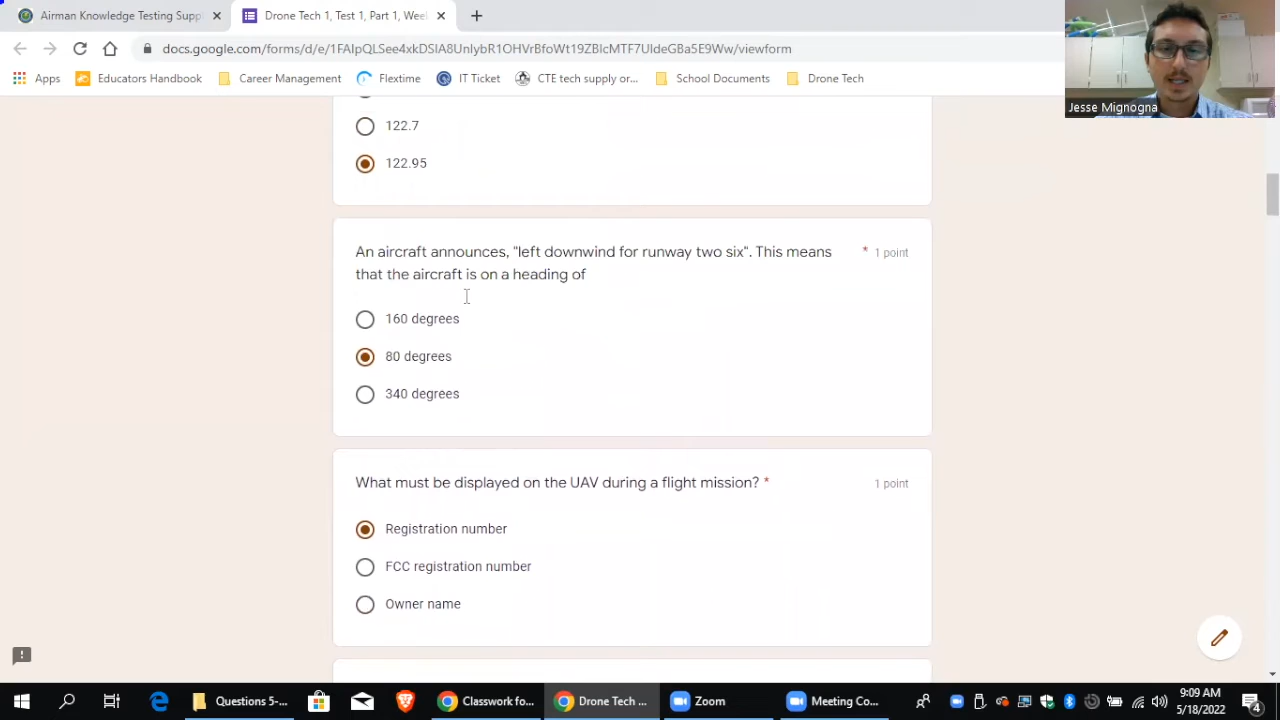 Airman Knowledge Testing Supp
Drone Tech 1, Test 1, Part 1, Wee
docs.google.com/forms/d/e/1FAIpQLSee4xkDSIA8UnlybR1OHVrBfoWt19ZBIcMTF7UIdeGBa5E9Ww/viewform
Apps
Educators Handbook
Career Management
Flextime
IT Ticket
CTE tech supply or...
School Documents
Drone Tech
Jesse Mignogna
122.7
122.95
An aircraft announces, "left downwind for runway two six". This means
that the aircraft is on a heading of
* 1 point
160 degrees
80 degrees
340 degrees
What must be displayed on the UAV during a flight mission? *
1 point
Registration number
FCC registration number
Owner name
Questions 5-...
Classwork fo...
Drone Tech ...
Zoom
Meeting Co...
9:09 AM
5/18/2022
4